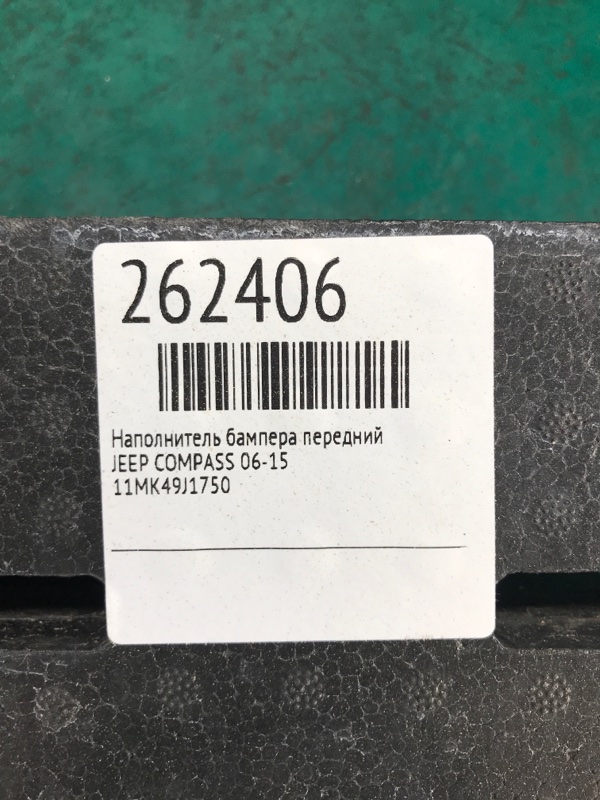 262406
Наполнитель бампера передний
JEEP COMPASS 06-15
11MK49J1750